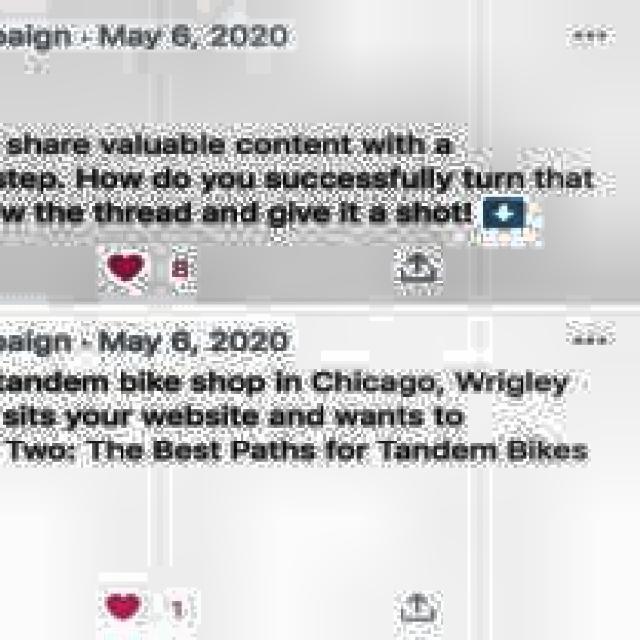 paign · May 6, 2020
share valuable content with a
step. How do you successfully turn that
w the thread and give it a shot!
8
paign · May 6, 2020
tandem bike shop in Chicago, Wrigley
sits your website and wants to
Two: The Best Paths for Tandem Bikes
1